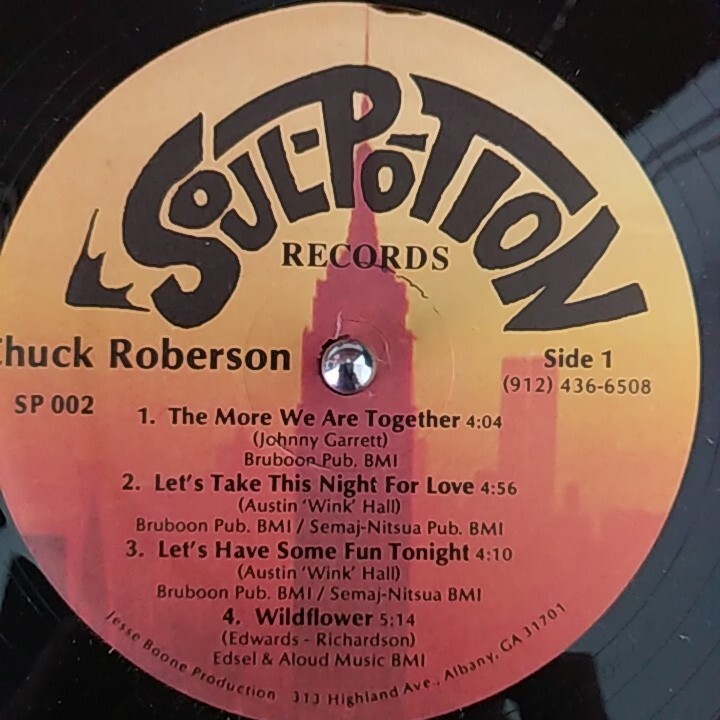 SOUL-PÓTION
RECORDS
Chuck Roberson
Side 1
SP 002
(912) 436-6508
1. The More We Are Together 4:04
(Johnny Garrett)
Bruboon Pub. BMI
2. Let's Take This Night For Love 4:56
(Austin 'Wink' Hall)
Bruboon Pub. BMI / Semaj-Nitsua Pub. BMI
3. Let's Have Some Fun Tonight 4:10
(Austin 'Wink' Hall)
Bruboon Pub. BMI / Semaj-Nitsua BMI
4. Wildflower 5:14
(Edwards - Richardson)
Edsel & Aloud Music BMI
Jesse Boone Production 313 Highland Ave., Albany, GA 31701